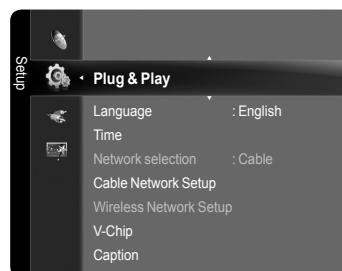 Setup
Plug & Play
Language : English
Time
Network selection : Cable
Cable Network Setup
Wireless Network Setup
V-Chip
Caption